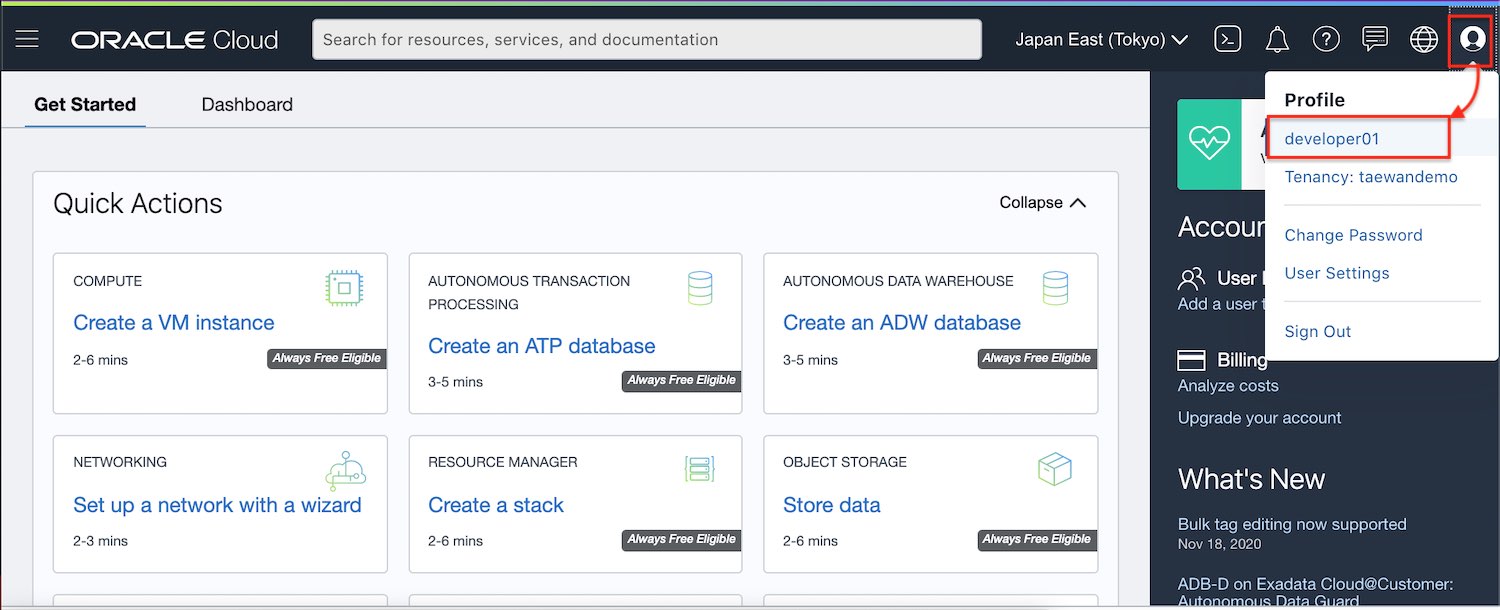 ORACLE Cloud
Search for resources, services, and documentation
Japan East (Tokyo)
Get Started
Dashboard
Quick Actions
Collapse
COMPUTE
Create a VM instance
2-6 mins
Always Free Eligible
AUTONOMOUS TRANSACTION
PROCESSING
Create an ATP database
3-5 mins
Always Free Eligible
AUTONOMOUS DATA WAREHOUSE
Create an ADW database
3-5 mins
Always Free Eligible
NETWORKING
Set up a network with a wizard
2-3 mins
RESOURCE MANAGER
Create a stack
2-6 mins
Always Free Eligible
OBJECT STORAGE
Store data
2-6 mins
Always Free Eligible
Profile
developer01
Tenancy: taewandemo
Change Password
User Settings
Sign Out
User
Add a user
Billing
Analyze costs
Upgrade your account
What's New
Bulk tag editing now supported
Nov 18, 2020
ADB-D on Exadata Cloud@Customer:
Autonomous Data Guard